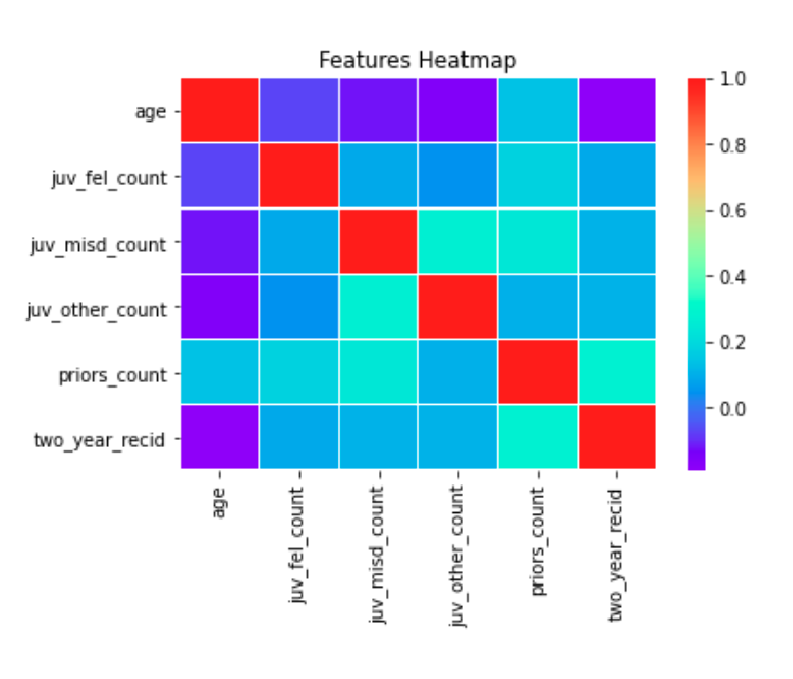 Features Heatmap
age
juv_fel_count
juv_misd_count
juv_other_count
priors_count
two_year_recid
age
juv_fel_count
juv_misd_count
juv_other_count
priors_count
two_year_recid
1.0
0.8
0.6
0.4
0.2
0.0